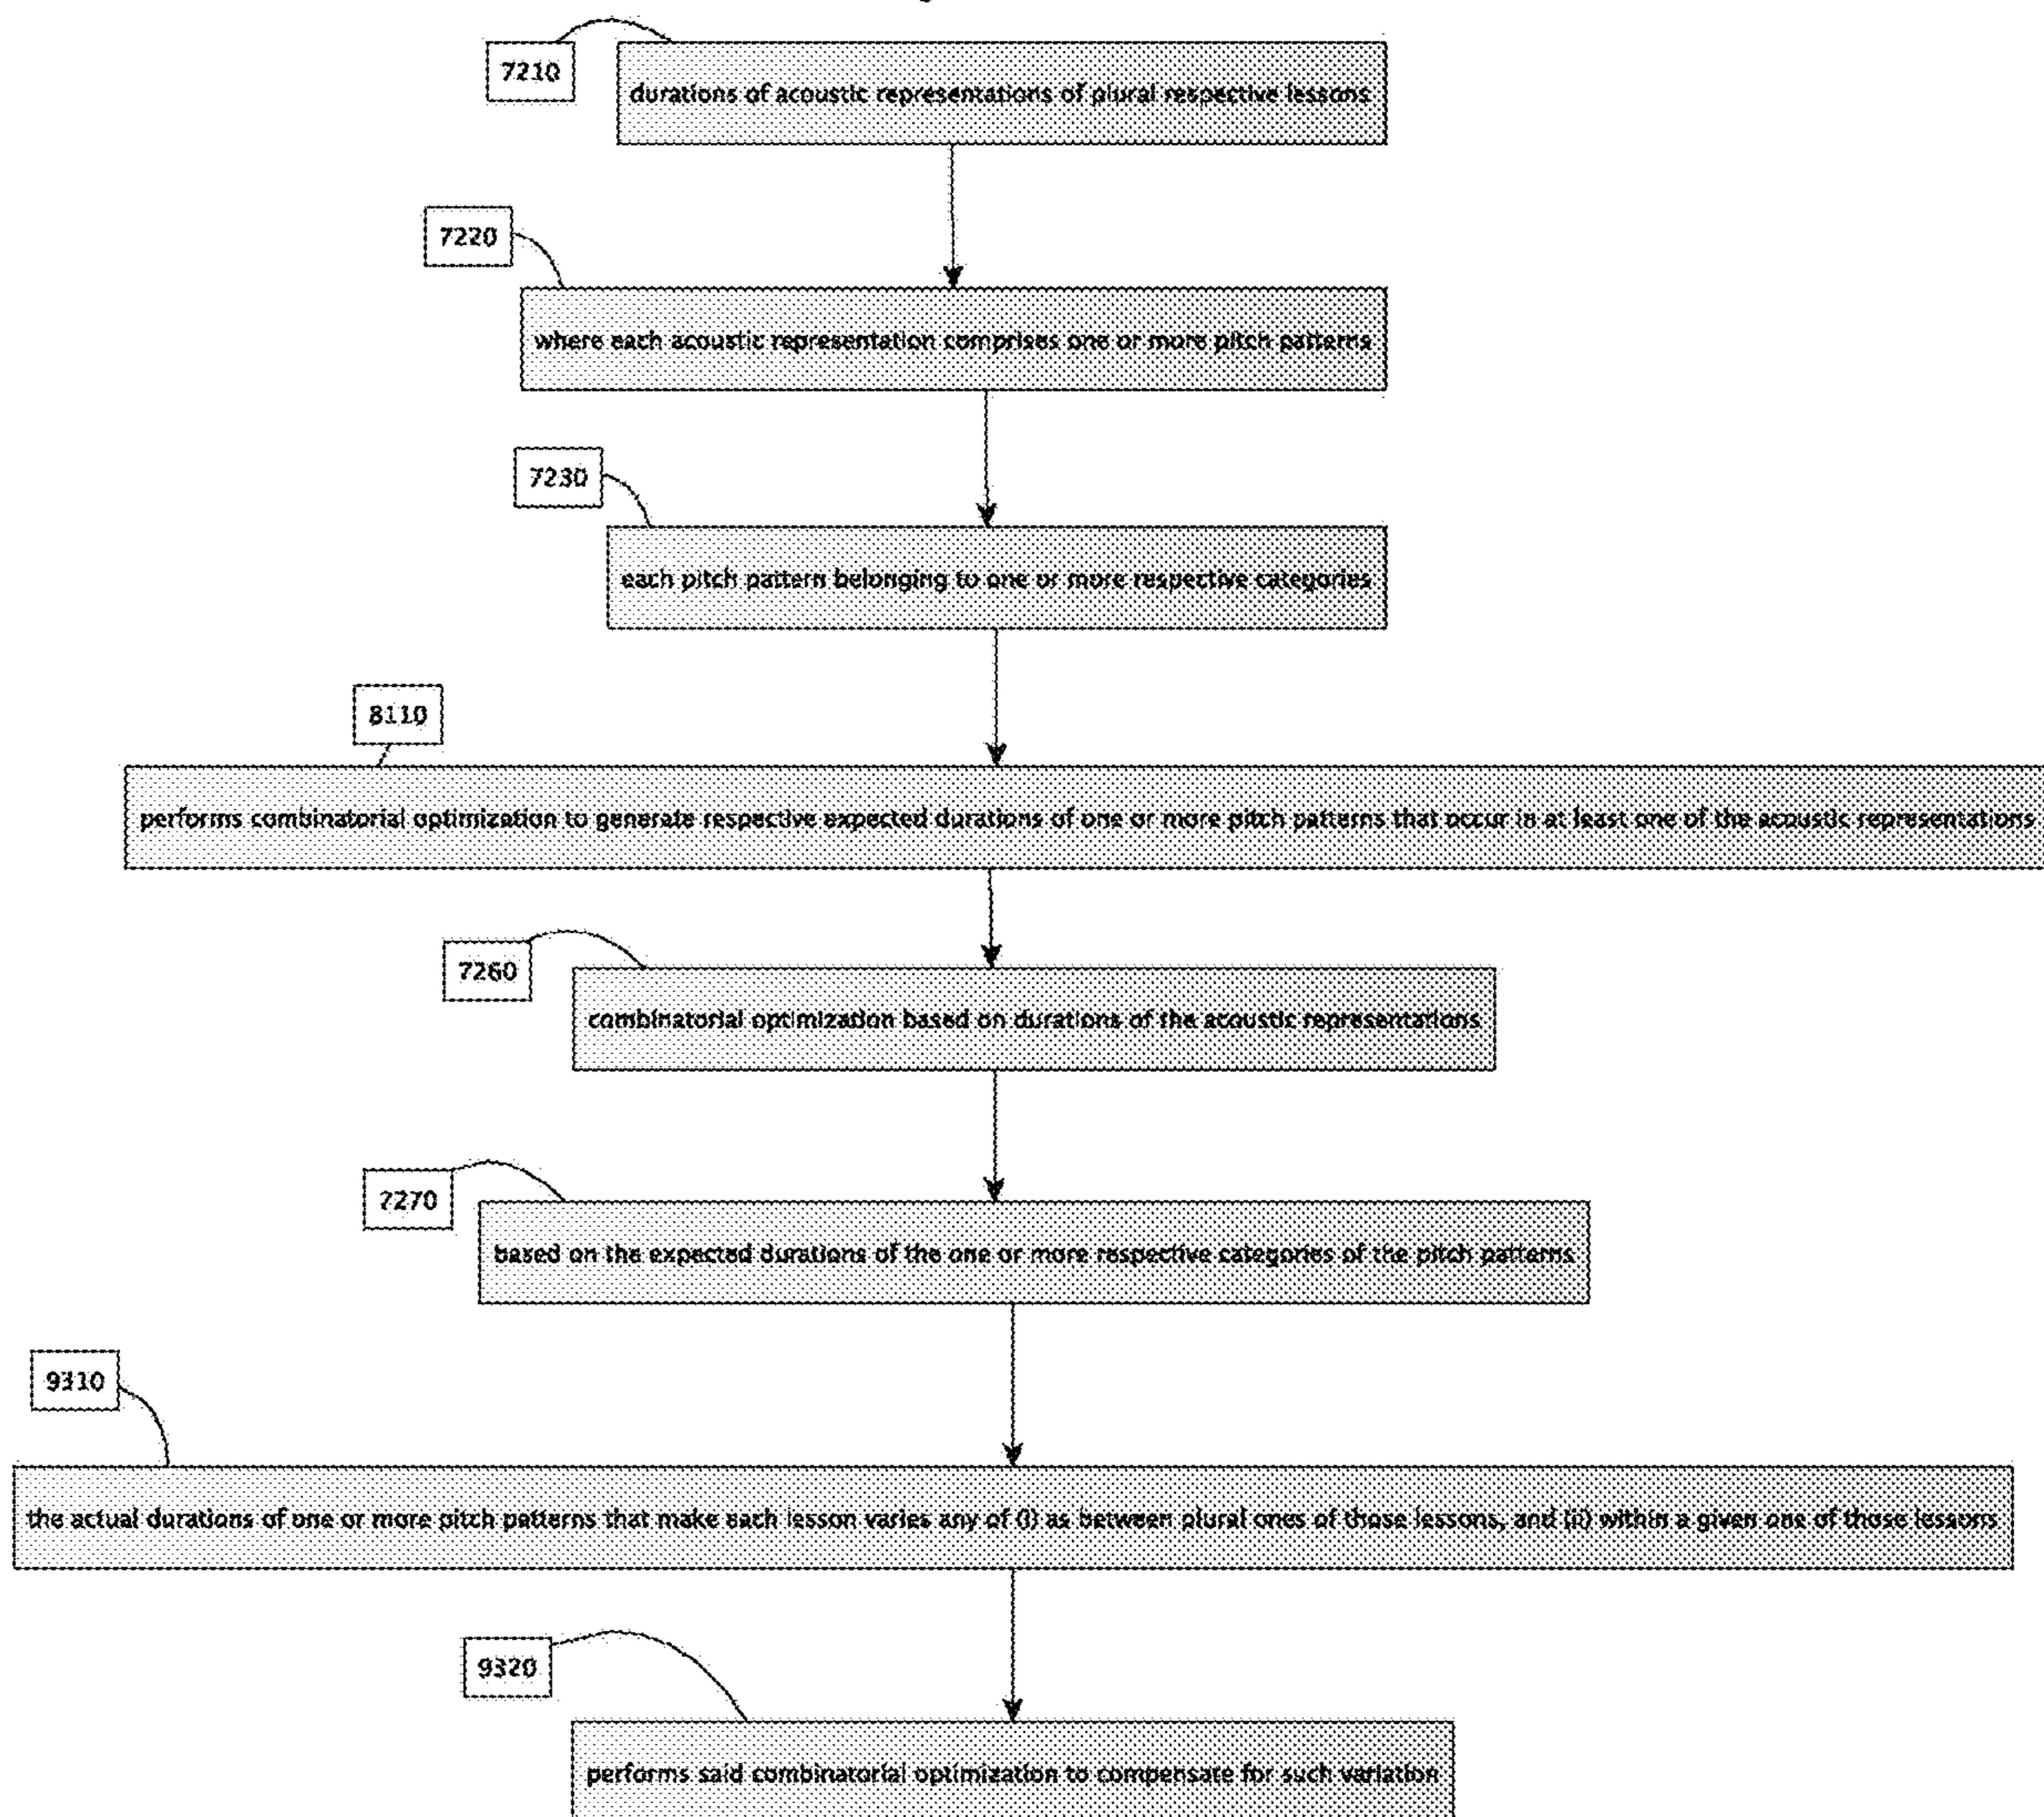 7210
durations of acoustic representations of plural respective lessons
7220
where each acoustic representation comprises one or more pitch patterns
7230
each pitch pattern belonging to one or more respective categories
8110
performs combinatorial optimization to generate respective expected durations of one or more pitch patterns that occur in at least one of the acoustic representations
7260
combinatorial optimization based on durations of the acoustic representations
7270
based on the expected durations of the one or more respective categories of the pitch patterns
9310
the actual durations of one or more pitch patterns that make each lesson varies any of (i) as between plural ones of those lessons, and (ii) within a given one of those lessons
9320
performs said combinatorial optimization to compensate for such variation